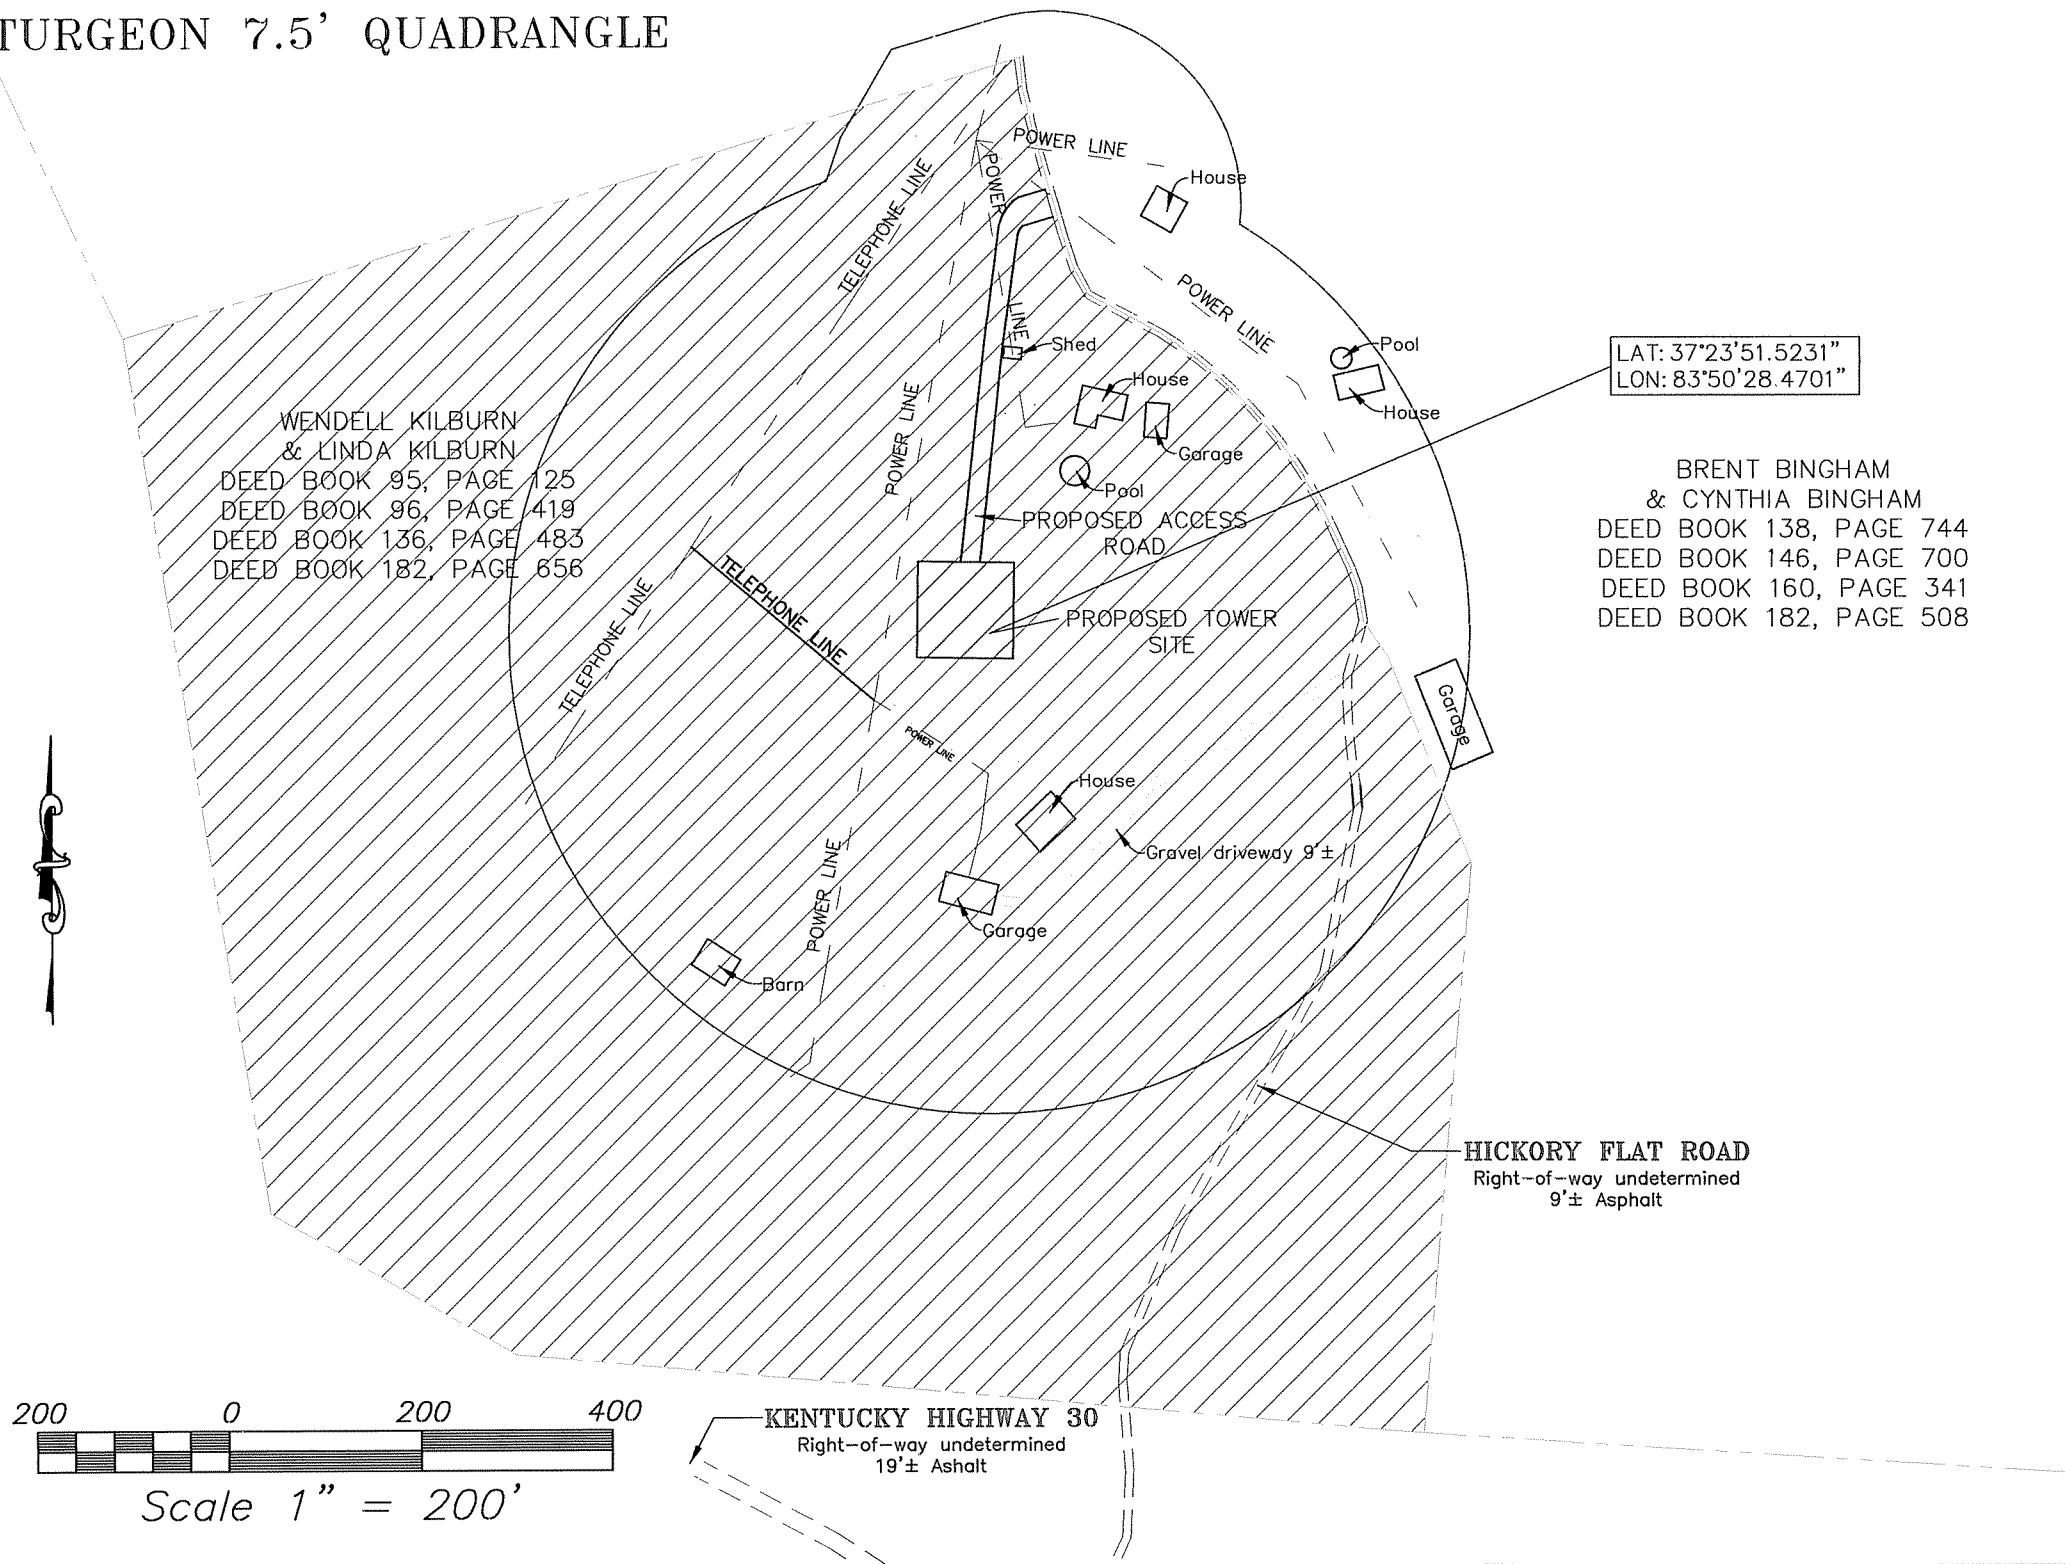 TURGEON 7.5' QUADRANGLE
POWER LINE
House
TELEPHONE LINE
POWER
LINE
POWER LINE
Shed
Pool
House
LAT: 37°23'51.5231"
LON: 83°50'28.4701"
House
Garage
Pool
POWER LINE
WENDELL KILBURN
& LINDA KILBURN
DEED BOOK 95, PAGE 125
DEED BOOK 96, PAGE 419
DEED BOOK 136, PAGE 483
DEED BOOK 182, PAGE 656
BRENT BINGHAM
& CYNTHIA BINGHAM
DEED BOOK 138, PAGE 744
DEED BOOK 146, PAGE 700
DEED BOOK 160, PAGE 341
DEED BOOK 182, PAGE 508
PROPOSED ACCESS
ROAD
TELEPHONE LINE
TELEPHONE LINE
PROPOSED TOWER
SITE
Garage
POWER LINE
House
Gravel driveway 9'±
POWER LINE
Garage
Barn
HICKORY FLAT ROAD
Right-of-way undetermined
9'± Asphalt
200 0 200 400
Scale 1" = 200'
KENTUCKY HIGHWAY 30
Right-of-way undetermined
19'± Ashalt